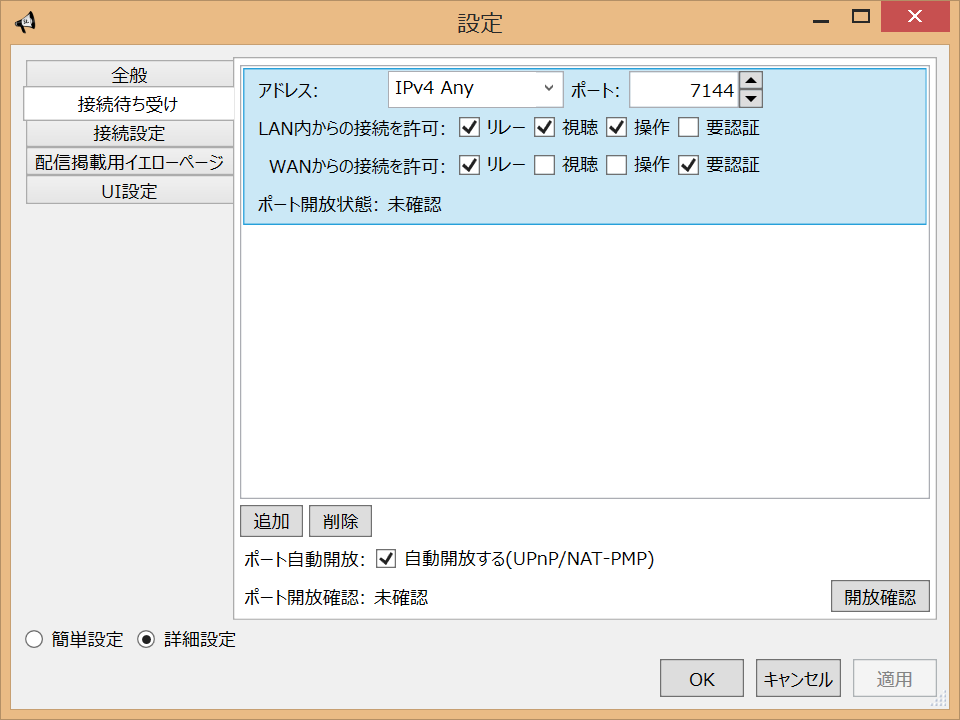 設定
全般
接続待ち受け
接続設定
配信掲載用イエローページ
UI設定
アドレス: IPv4 Any ポート: 7144
LAN内からの接続を許可: リレー 視聴 操作 要認証
WANからの接続を許可: リレー 視聴 操作 要認証
ポート開放状態: 未確認
追加 削除
ポート自動開放: 自動開放する(UPnP/NAT-PMP)
ポート開放確認: 未確認 開放確認
簡単設定 詳細設定
OK キャンセル 適用